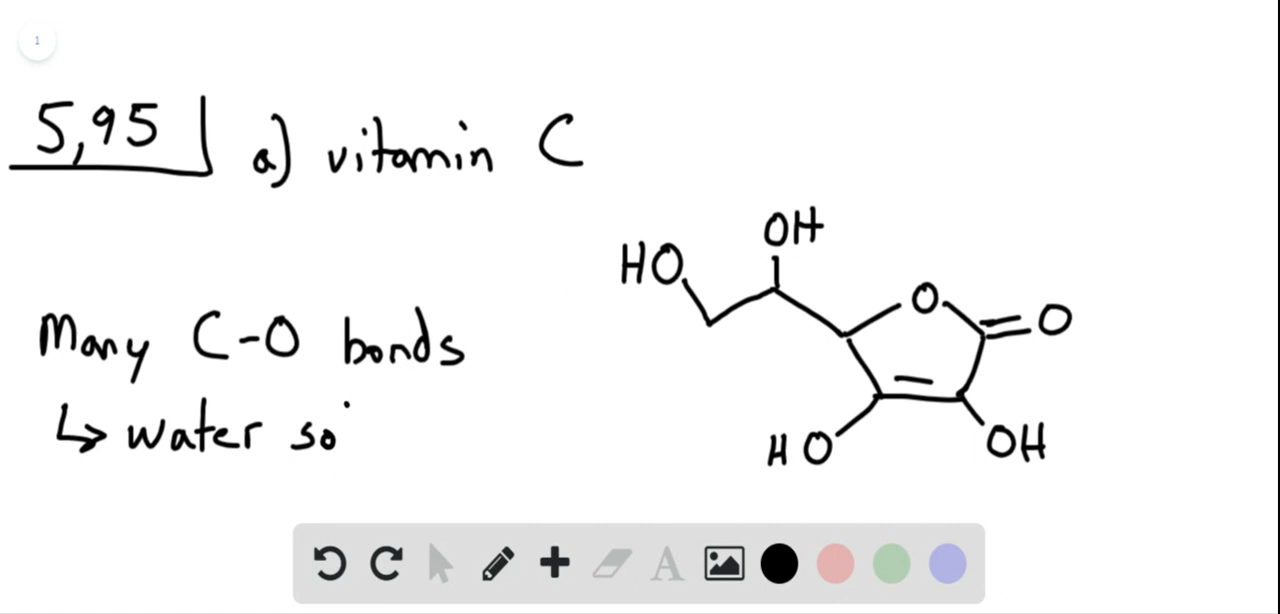 1
5,95 a) vitamin C
OH
HO
O
O
Many C-O bonds
↳ water so
HO
OH
A